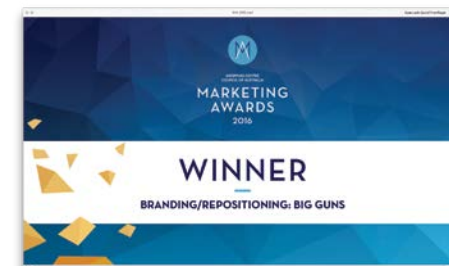 SHOPPING CENTRE
COUNCIL OF AUSTRALIA
MARKETING
AWARDS
2016
WINNER
BRANDING/REPOSITIONING: BIG GUNS